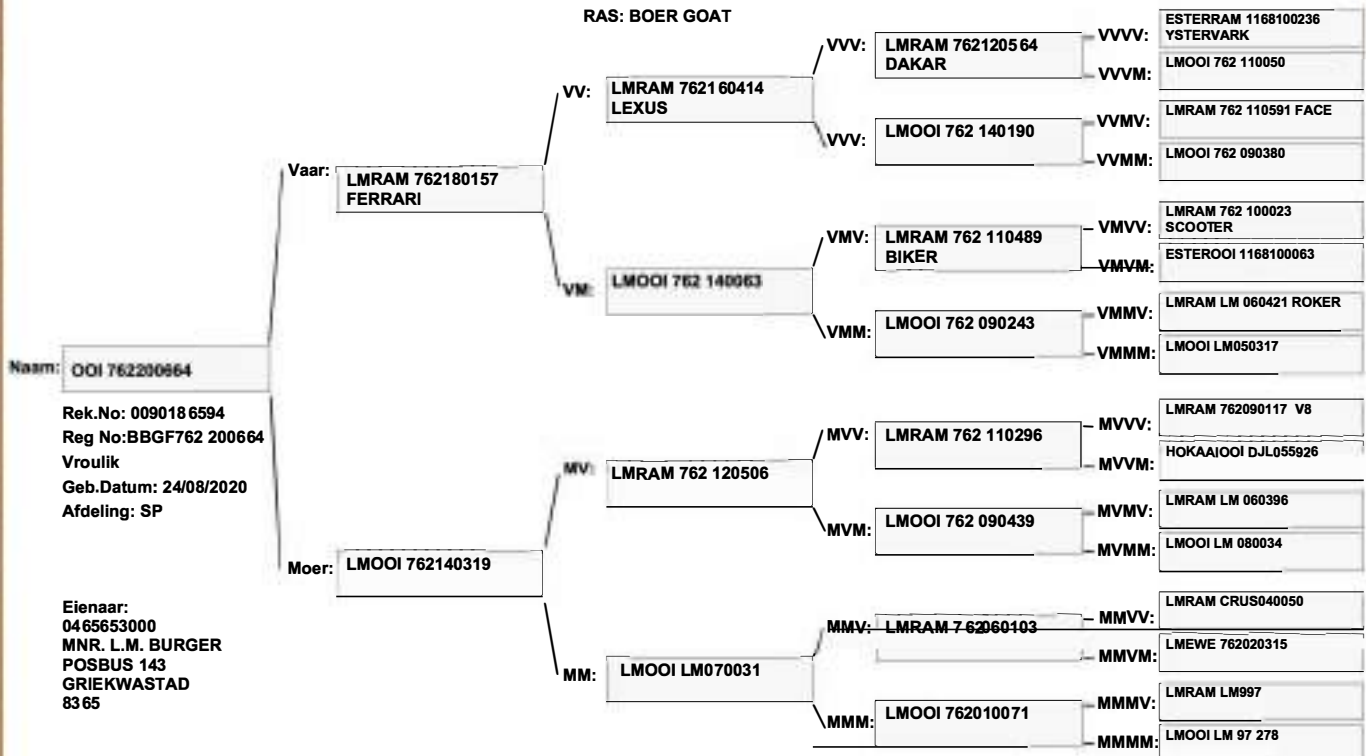 RAS: BOER GOAT
Naam: OOI 762200664
Rek.No: 0090186594
Reg No:BBGF762 200664
Vroulik
Geb.Datum: 24/08/2020
Afdeling: SP
Eienaar:
0465653000
MNR. L.M. BURGER
POSBUS 143
GRIEKWASTAD
8365
Vaar: LMRAM 762180157
FERRARI
Moer: LMOOI 762140319
VV: LMRAM 762160414
LEXUS
VM: LMOOI 762 140063
MV: LMRAM 762 120506
MM: LMOOI LM070031
VVV: LMRAM 762120564
DAKAR
VVV: LMOOI 762 140190
VMV: LMRAM 762 110489
BIKER
VMM: LMOOI 762 090243
MVV: LMRAM 762 110296
MVM: LMOOI 762 090439
MMV: LMRAM 762060103
MMM: LMOOI 762010071
VVVV: ESTERRAM 1168100236
YSTERVARK
VVVM: LMOOI 762 110050
VVMV: LMRAM 762 110591 FACE
VVMM: LMOOI 762 090380
VMVV: LMRAM 762 100023
SCOOTER
VMVM: ESTEROOI 1168100063
VMMV: LMRAM LM 060421 ROKER
VMMM: LMOOI LM050317
MVVV: LMRAM 762090117 V8
MVVM: HOKAAIOOI DJL055926
MVMV: LMRAM LM 060396
MVMM: LMOOI LM 080034
MMVV: LMRAM CRUS040050
MMVM: LMEWE 762020315
MMMV: LMRAM LM997
MMMM: LMOOI LM 97 278